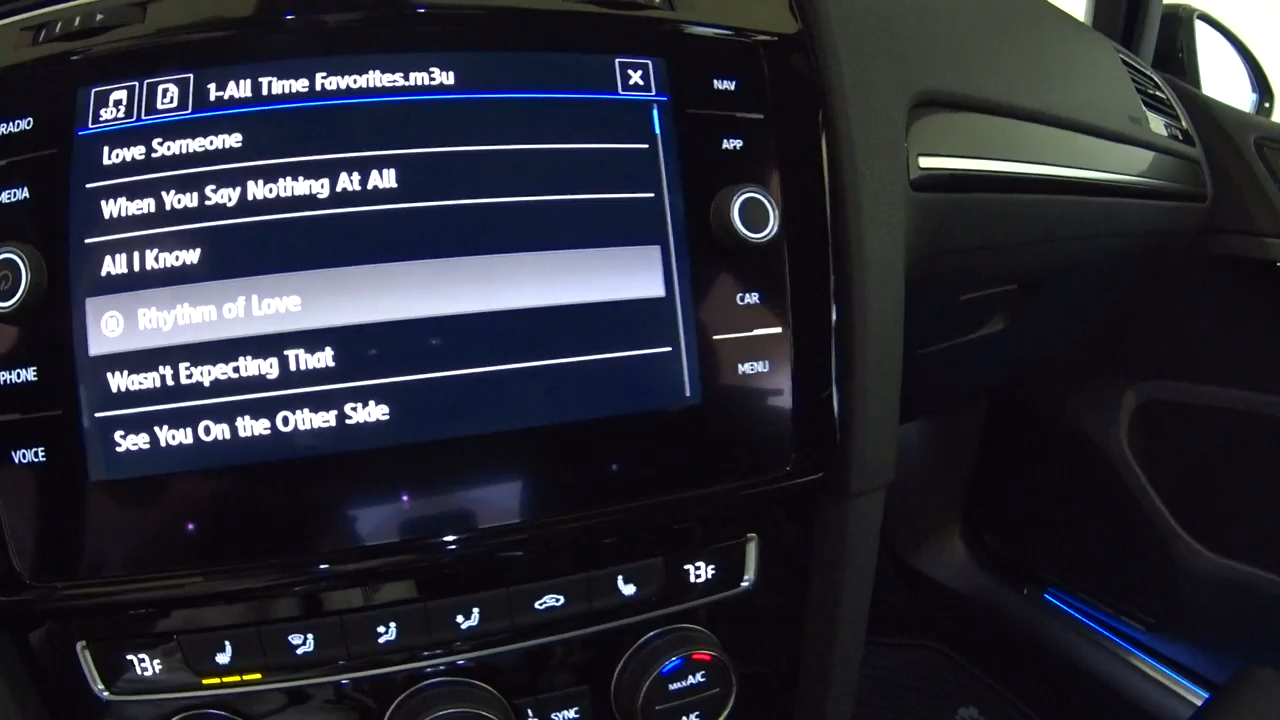 SD2
1-All Time Favorites.m3u
Love Someone
When You Say Nothing At All
All I Know
Rhythm of Love
Wasn't Expecting That
See You On the Other Side
RADIO
MEDIA
PHONE
VOICE
NAV
APP
CAR
MENU
73F
73F
SYNC
MAX A/C
A/C